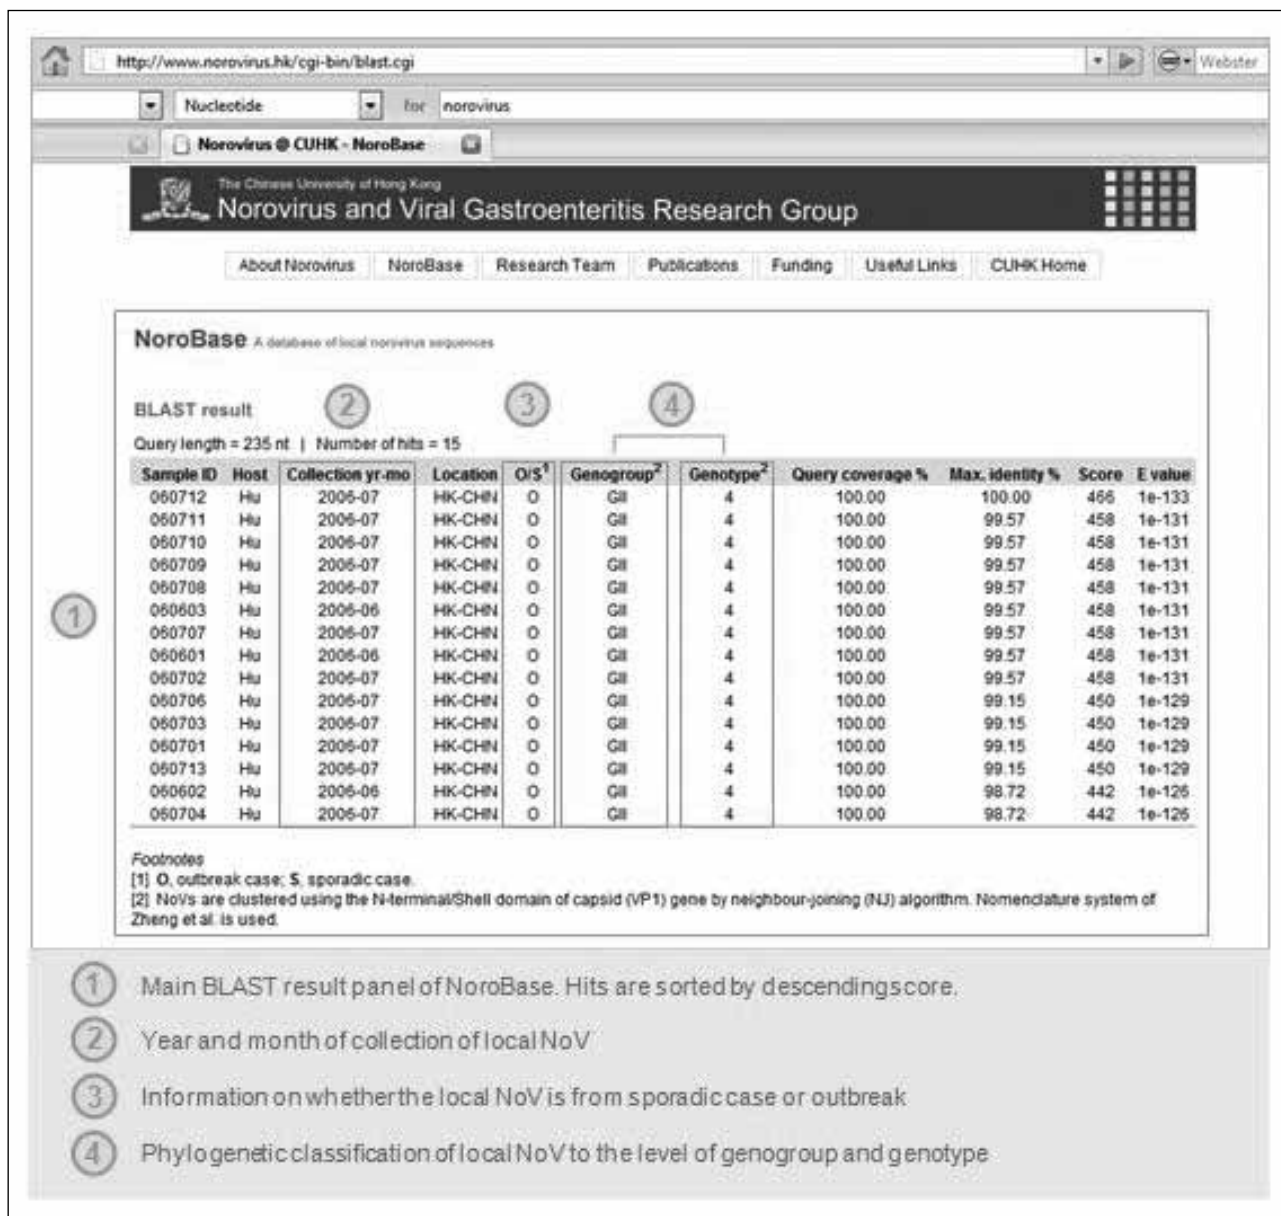 http://www.norovirus.hk/cgi-bin/blast.cgi Webster
Nucleotide for norovirus
Norovirus @ CUHK - NoroBase
The Chinese University of Hong Kong
Norovirus and Viral Gastroenteritis Research Group
About Norovirus NoroBase Research Team Publications Funding Useful Links CUHK Home
NoroBase A database of local norovirus sequences
BLAST result 2 3 4
Query length = 235 nt | Number of hits = 15
Sample ID Host Collection yr-mo Location O/S1 Genogroup2 Genotype2 Query coverage % Max. identity % Score E value
060712 Hu 2006-07 HK-CHN O GII 4 100.00 100.00 466 1e-133
060711 Hu 2006-07 HK-CHN O GII 4 100.00 99.57 458 1e-131
060710 Hu 2006-07 HK-CHN O GII 4 100.00 99.57 458 1e-131
060709 Hu 2006-07 HK-CHN O GII 4 100.00 99.57 458 1e-131
060708 Hu 2006-07 HK-CHN O GII 4 100.00 99.57 458 1e-131
1 060603 Hu 2006-06 HK-CHN O GII 4 100.00 99.57 458 1e-131
060707 Hu 2006-07 HK-CHN O GII 4 100.00 99.57 458 1e-131
060601 Hu 2006-06 HK-CHN O GII 4 100.00 99.57 458 1e-131
060702 Hu 2006-07 HK-CHN O GII 4 100.00 99.57 458 1e-131
060706 Hu 2006-07 HK-CHN O GII 4 100.00 99.15 450 1e-129
060703 Hu 2006-07 HK-CHN O GII 4 100.00 99.15 450 1e-129
060701 Hu 2006-07 HK-CHN O GII 4 100.00 99.15 450 1e-129
060713 Hu 2006-07 HK-CHN O GII 4 100.00 99.15 450 1e-129
060602 Hu 2006-06 HK-CHN O GII 4 100.00 98.72 442 1e-126
060704 Hu 2006-07 HK-CHN O GII 4 100.00 98.72 442 1e-126
Footnotes
[1] O, outbreak case; S, sporadic case.
[2] NoVs are clustered using the N-terminal/Shell domain of capsid (VP1) gene by neighbour-joining (NJ) algorithm. Nomenclature system of
Zheng et al. is used.
1 Main BLAST result panel of NoroBase. Hits are sorted by descending score.
2 Year and month of collection of local NoV
3 Information on whether the local NoV is from sporadic case or outbreak
4 Phylogenetic classification of local NoV to the level of genogroup and genotype